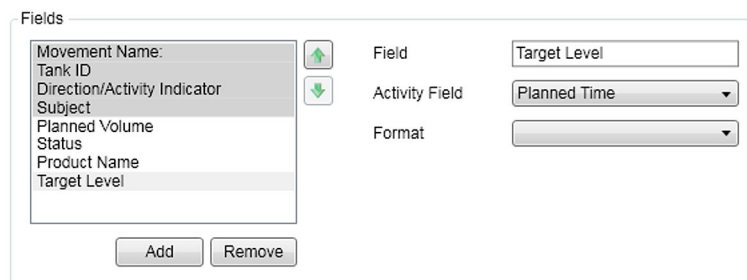 Fields
Movement Name:
Tank ID
Direction/Activity Indicator
Subject
Planned Volume
Status
Product Name
Target Level
Add Remove
Field Target Level
Activity Field Planned Time
Format